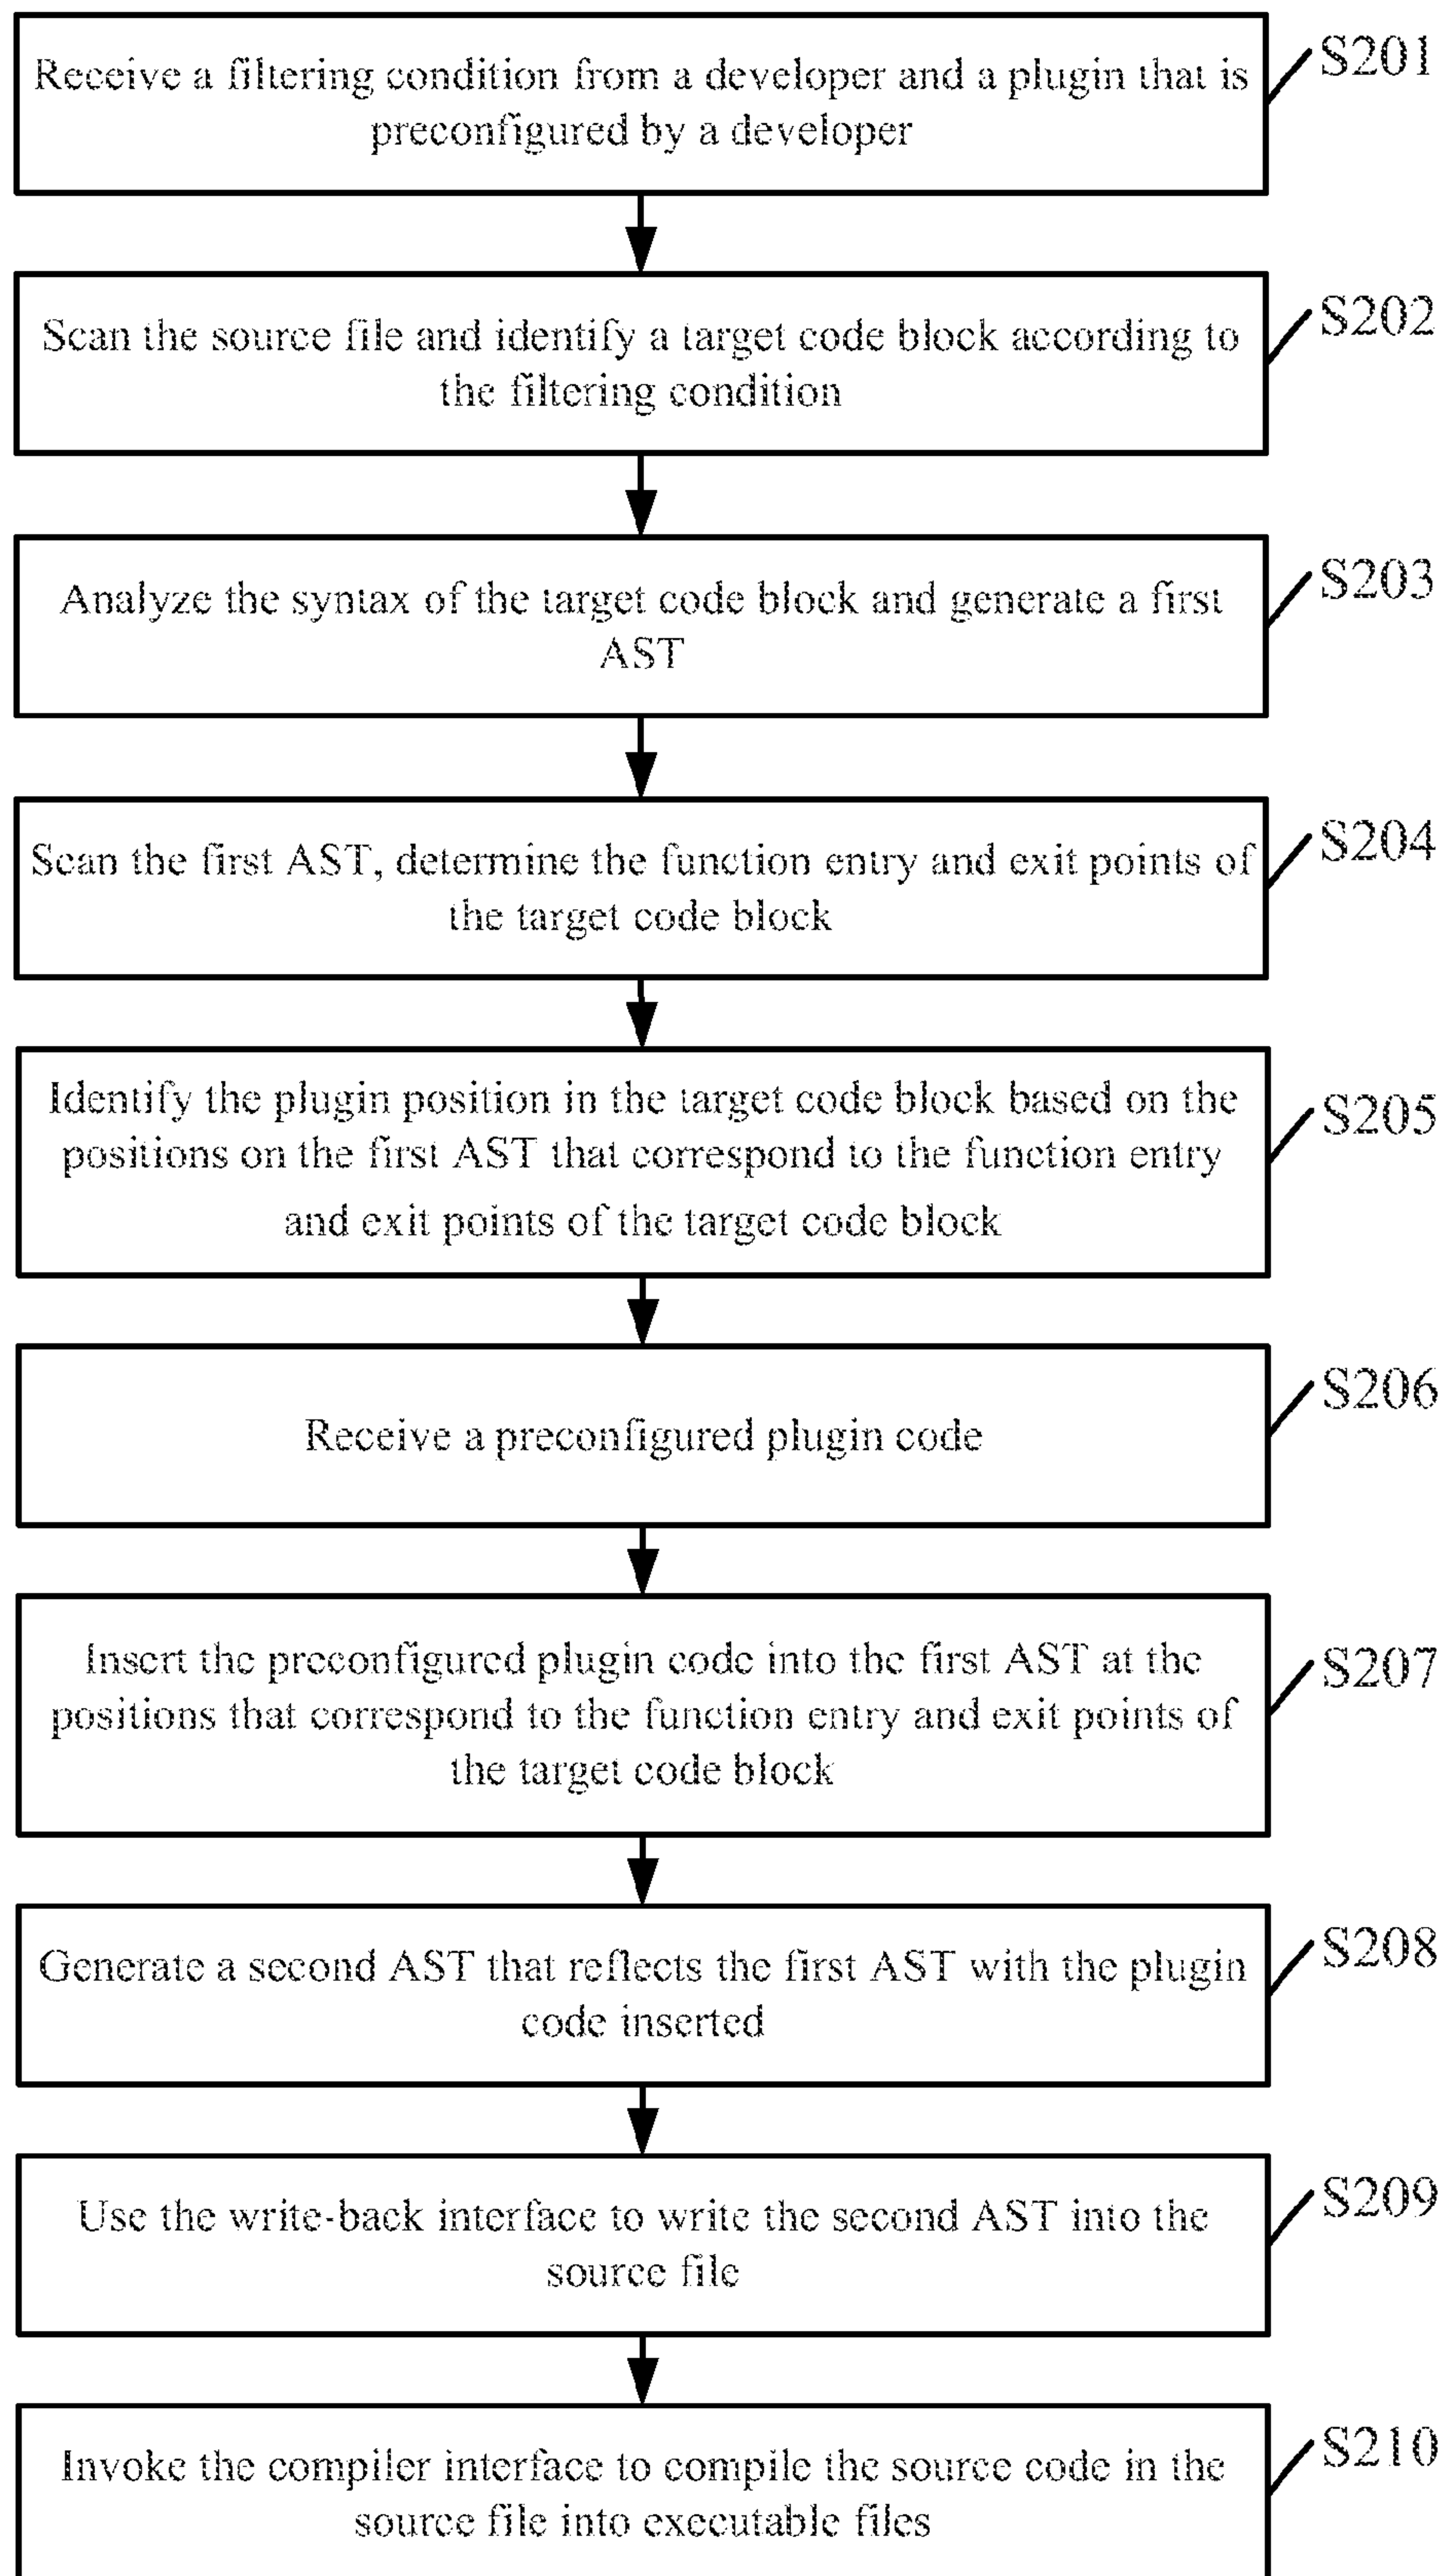 Receive a filtering condition from a developer and a plugin that is
preconfigured by a developer
S201
Scan the source file and identify a target code block according to
the filtering condition
S202
Analyze the syntax of the target code block and generate a first
AST
S203
Scan the first AST, determine the function entry and exit points of
the target code block
S204
Identify the plugin position in the target code block based on the
positions on the first AST that correspond to the function entry
and exit points of the target code block
S205
Receive a preconfigured plugin code
S206
Insert the preconfigured plugin code into the first AST at the
positions that correspond to the function entry and exit points of
the target code block
S207
Generate a second AST that reflects the first AST with the plugin
code inserted
S208
Use the write-back interface to write the second AST into the
source file
S209
Invoke the compiler interface to compile the source code in the
source file into executable files
S210